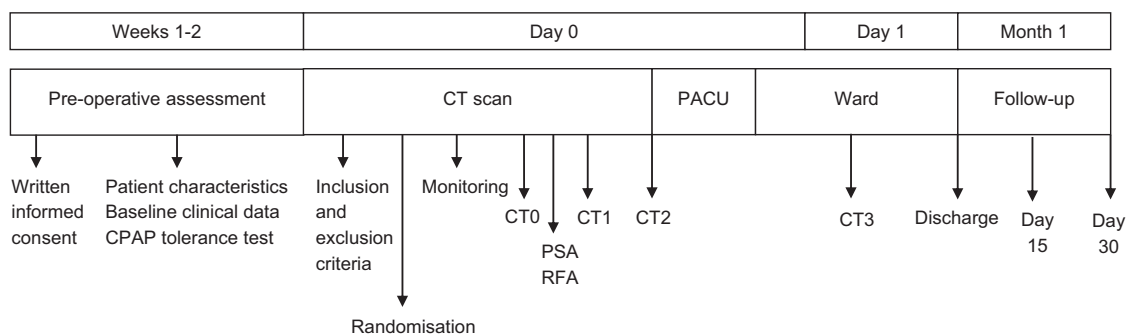 Weeks 1-2
Day 0
Day 1
Month 1
Pre-operative assessment
CT scan
PACU
Ward
Follow-up
Written
informed
consent
Patient characteristics
Baseline clinical data
CPAP tolerance test
Inclusion
and
exclusion
criteria
Randomisation
Monitoring
CT0
PSA
RFA
CT1
CT2
CT3
Discharge
Day
15
Day
30